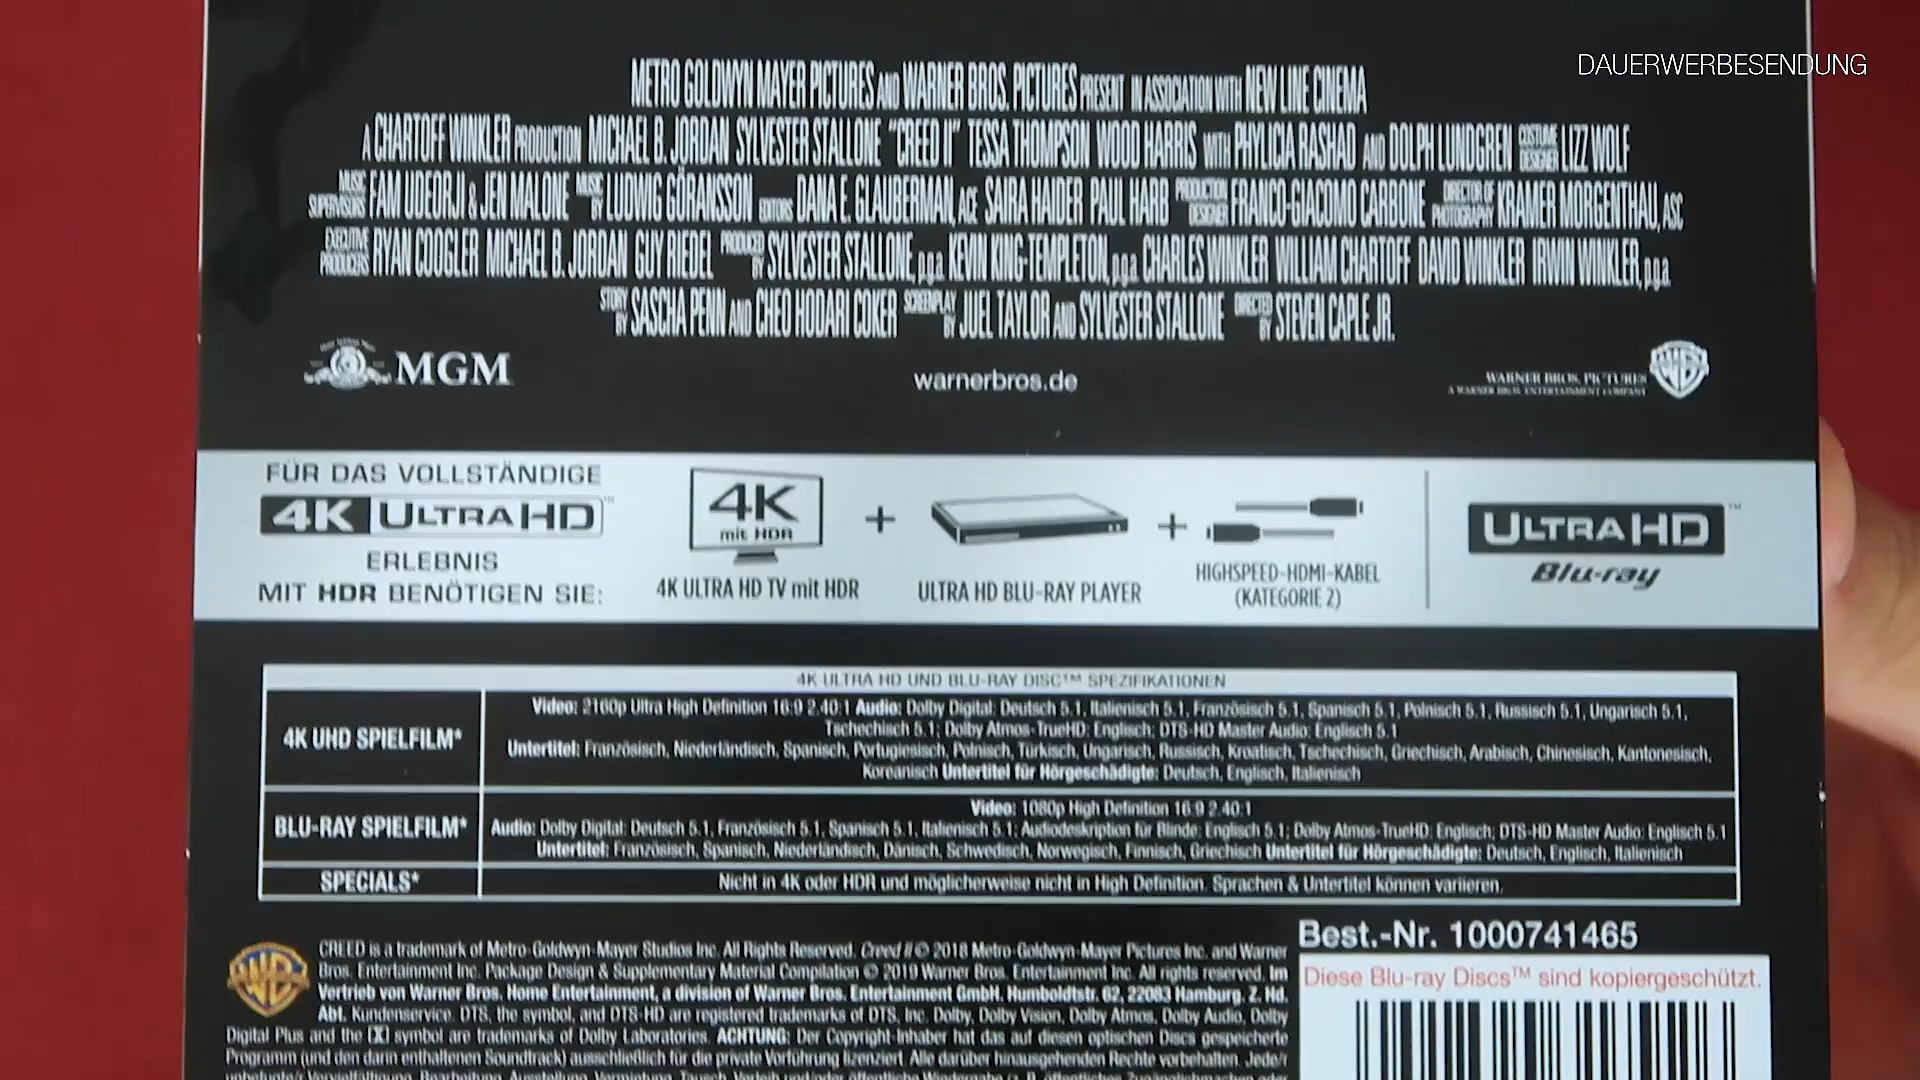 DAUERWERBESENDUNG
METRO GOLDWYN MAYER PICTURES AND WARNER BROS. PICTURES PRESENT IN ASSOCIATION WITH NEW LINE CINEMA
A CHARTOFF WINKLER PRODUCTION MICHAEL B. JORDAN SYLVESTER STALLONE "CREED II" TESSA THOMPSON WOOD HARRIS WITH PHYLICIA RASHAD AND DOLPH LUNDGREN COSTUME DESIGNER LIZZ WOLF
MUSIC SUPERVISORS FAM UDEORJI & JEN MALONE MUSIC BY LUDWIG GÖRANSSON EDITORS DANA E. GLAUBERMAN, ACE SAIRA HAIDER PAUL HARB PRODUCTION DESIGNER FRANCO-GIACOMO CARBONE DIRECTOR OF PHOTOGRAPHY KRAMER MORGENTHAU, ASC
EXECUTIVE PRODUCERS RYAN COOGLER MICHAEL B. JORDAN GUY RIEDEL PRODUCED BY SYLVESTER STALLONE, p.g.a. KEVIN KING-TEMPLETON, p.g.a. CHARLES WINKLER WILLIAM CHARTOFF DAVID WINKLER IRWIN WINKLER, p.g.a.
STORY BY SASCHA PENN AND CHEO HODARI COKER SCREENPLAY BY JUEL TAYLOR AND SYLVESTER STALLONE DIRECTED BY STEVEN CAPLE JR.
MGM
warnerbros.de
WARNER BROS. PICTURES
A WARNER BROS. ENTERTAINMENT COMPANY
FÜR DAS VOLLSTÄNDIGE
4K ULTRA HD™
ERLEBNIS
MIT HDR BENÖTIGEN SIE:
4K
mit HDR
4K ULTRA HD TV mit HDR
+
ULTRA HD BLU-RAY PLAYER
+
HIGHSPEED-HDMI-KABEL
(KATEGORIE 2)
ULTRA HD™
Blu-ray
4K ULTRA HD UND BLU-RAY DISC™ SPEZIFIKATIONEN
4K UHD SPIELFILM*
Video: 2160p Ultra High Definition 16:9 2.40:1 Audio: Dolby Digital: Deutsch 5.1, Italienisch 5.1, Französisch 5.1, Spanisch 5.1, Polnisch 5.1, Russisch 5.1, Ungarisch 5.1,
Tschechisch 5.1; Dolby Atmos-TrueHD: Englisch; DTS-HD Master Audio: Englisch 5.1
Untertitel: Französisch, Niederländisch, Spanisch, Portugiesisch, Polnisch, Türkisch, Ungarisch, Russisch, Kroatisch, Tschechisch, Griechisch, Arabisch, Chinesisch, Kantonesisch,
Koreanisch Untertitel für Hörgeschädigte: Deutsch, Englisch, Italienisch
BLU-RAY SPIELFILM*
Video: 1080p High Definition 16:9 2.40:1
Audio: Dolby Digital: Deutsch 5.1, Französisch 5.1, Spanisch 5.1, Italienisch 5.1; Audiodeskription für Blinde: Englisch 5.1; Dolby Atmos-TrueHD: Englisch; DTS-HD Master Audio: Englisch 5.1
Untertitel: Französisch, Spanisch, Niederländisch, Dänisch, Schwedisch, Norwegisch, Finnisch, Griechisch Untertitel für Hörgeschädigte: Deutsch, Englisch, Italienisch
SPECIALS*
Nicht in 4K oder HDR und möglicherweise nicht in High Definition. Sprachen & Untertitel können variieren.
CREED is a trademark of Metro-Goldwyn-Mayer Studios Inc. All Rights Reserved. Creed II © 2018 Metro-Goldwyn-Mayer Pictures Inc. and Warner
Bros. Entertainment Inc. Package Design & Supplementary Material Compilation © 2019 Warner Bros. Entertainment Inc. All rights reserved. Im
Vertrieb von Warner Bros. Home Entertainment, a division of Warner Bros. Entertainment GmbH, Humboldtstr. 62, 22083 Hamburg. Z. Hd.
Abt. Kundenservice. DTS, the symbol, and DTS-HD are registered trademarks of DTS, Inc. Dolby, Dolby Vision, Dolby Atmos, Dolby Audio, Dolby
Digital Plus and the symbol are trademarks of Dolby Laboratories. ACHTUNG: Der Copyright-Inhaber hat das auf diesen optischen Discs gespeicherte
Programm (und den darin enthaltenen Soundtrack) ausschließlich für die private Vorführung lizenziert. Alle darüber hinausgehenden Rechte vorbehalten. Jede/r
Best.-Nr. 1000741465
Diese Blu-ray Discs™ sind kopiergeschützt.